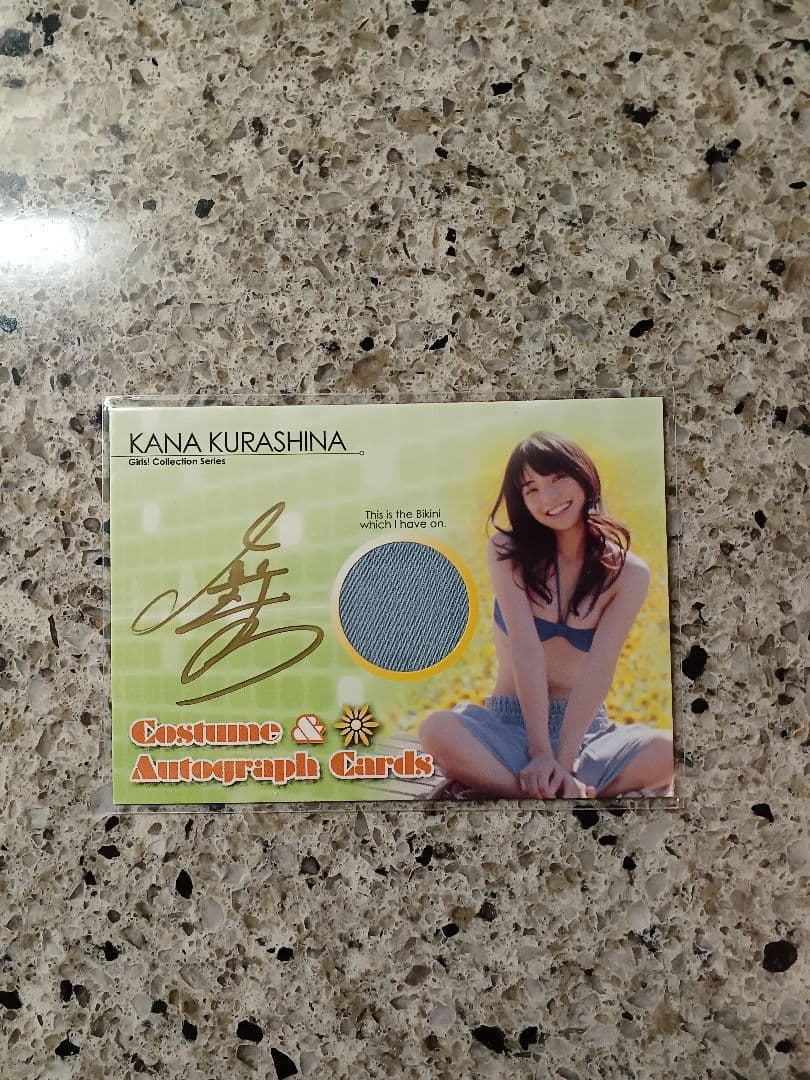 KANA KURASHINA
Girls! Collection Series
This is the Bikini
which I have on.
Costume &
Autograph Cards